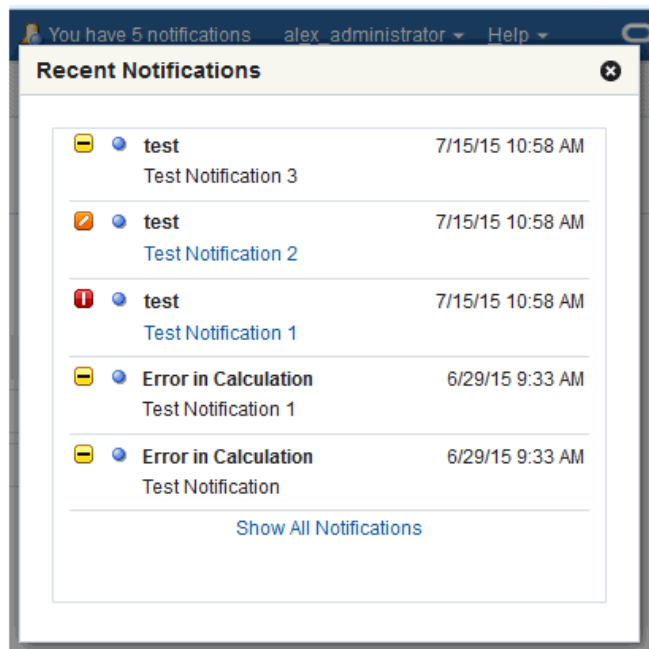 You have 5 notifications alex_administrator Help
Recent Notifications
test 7/15/15 10:58 AM
Test Notification 3
test 7/15/15 10:58 AM
Test Notification 2
test 7/15/15 10:58 AM
Test Notification 1
Error in Calculation 6/29/15 9:33 AM
Test Notification 1
Error in Calculation 6/29/15 9:33 AM
Test Notification
Show All Notifications